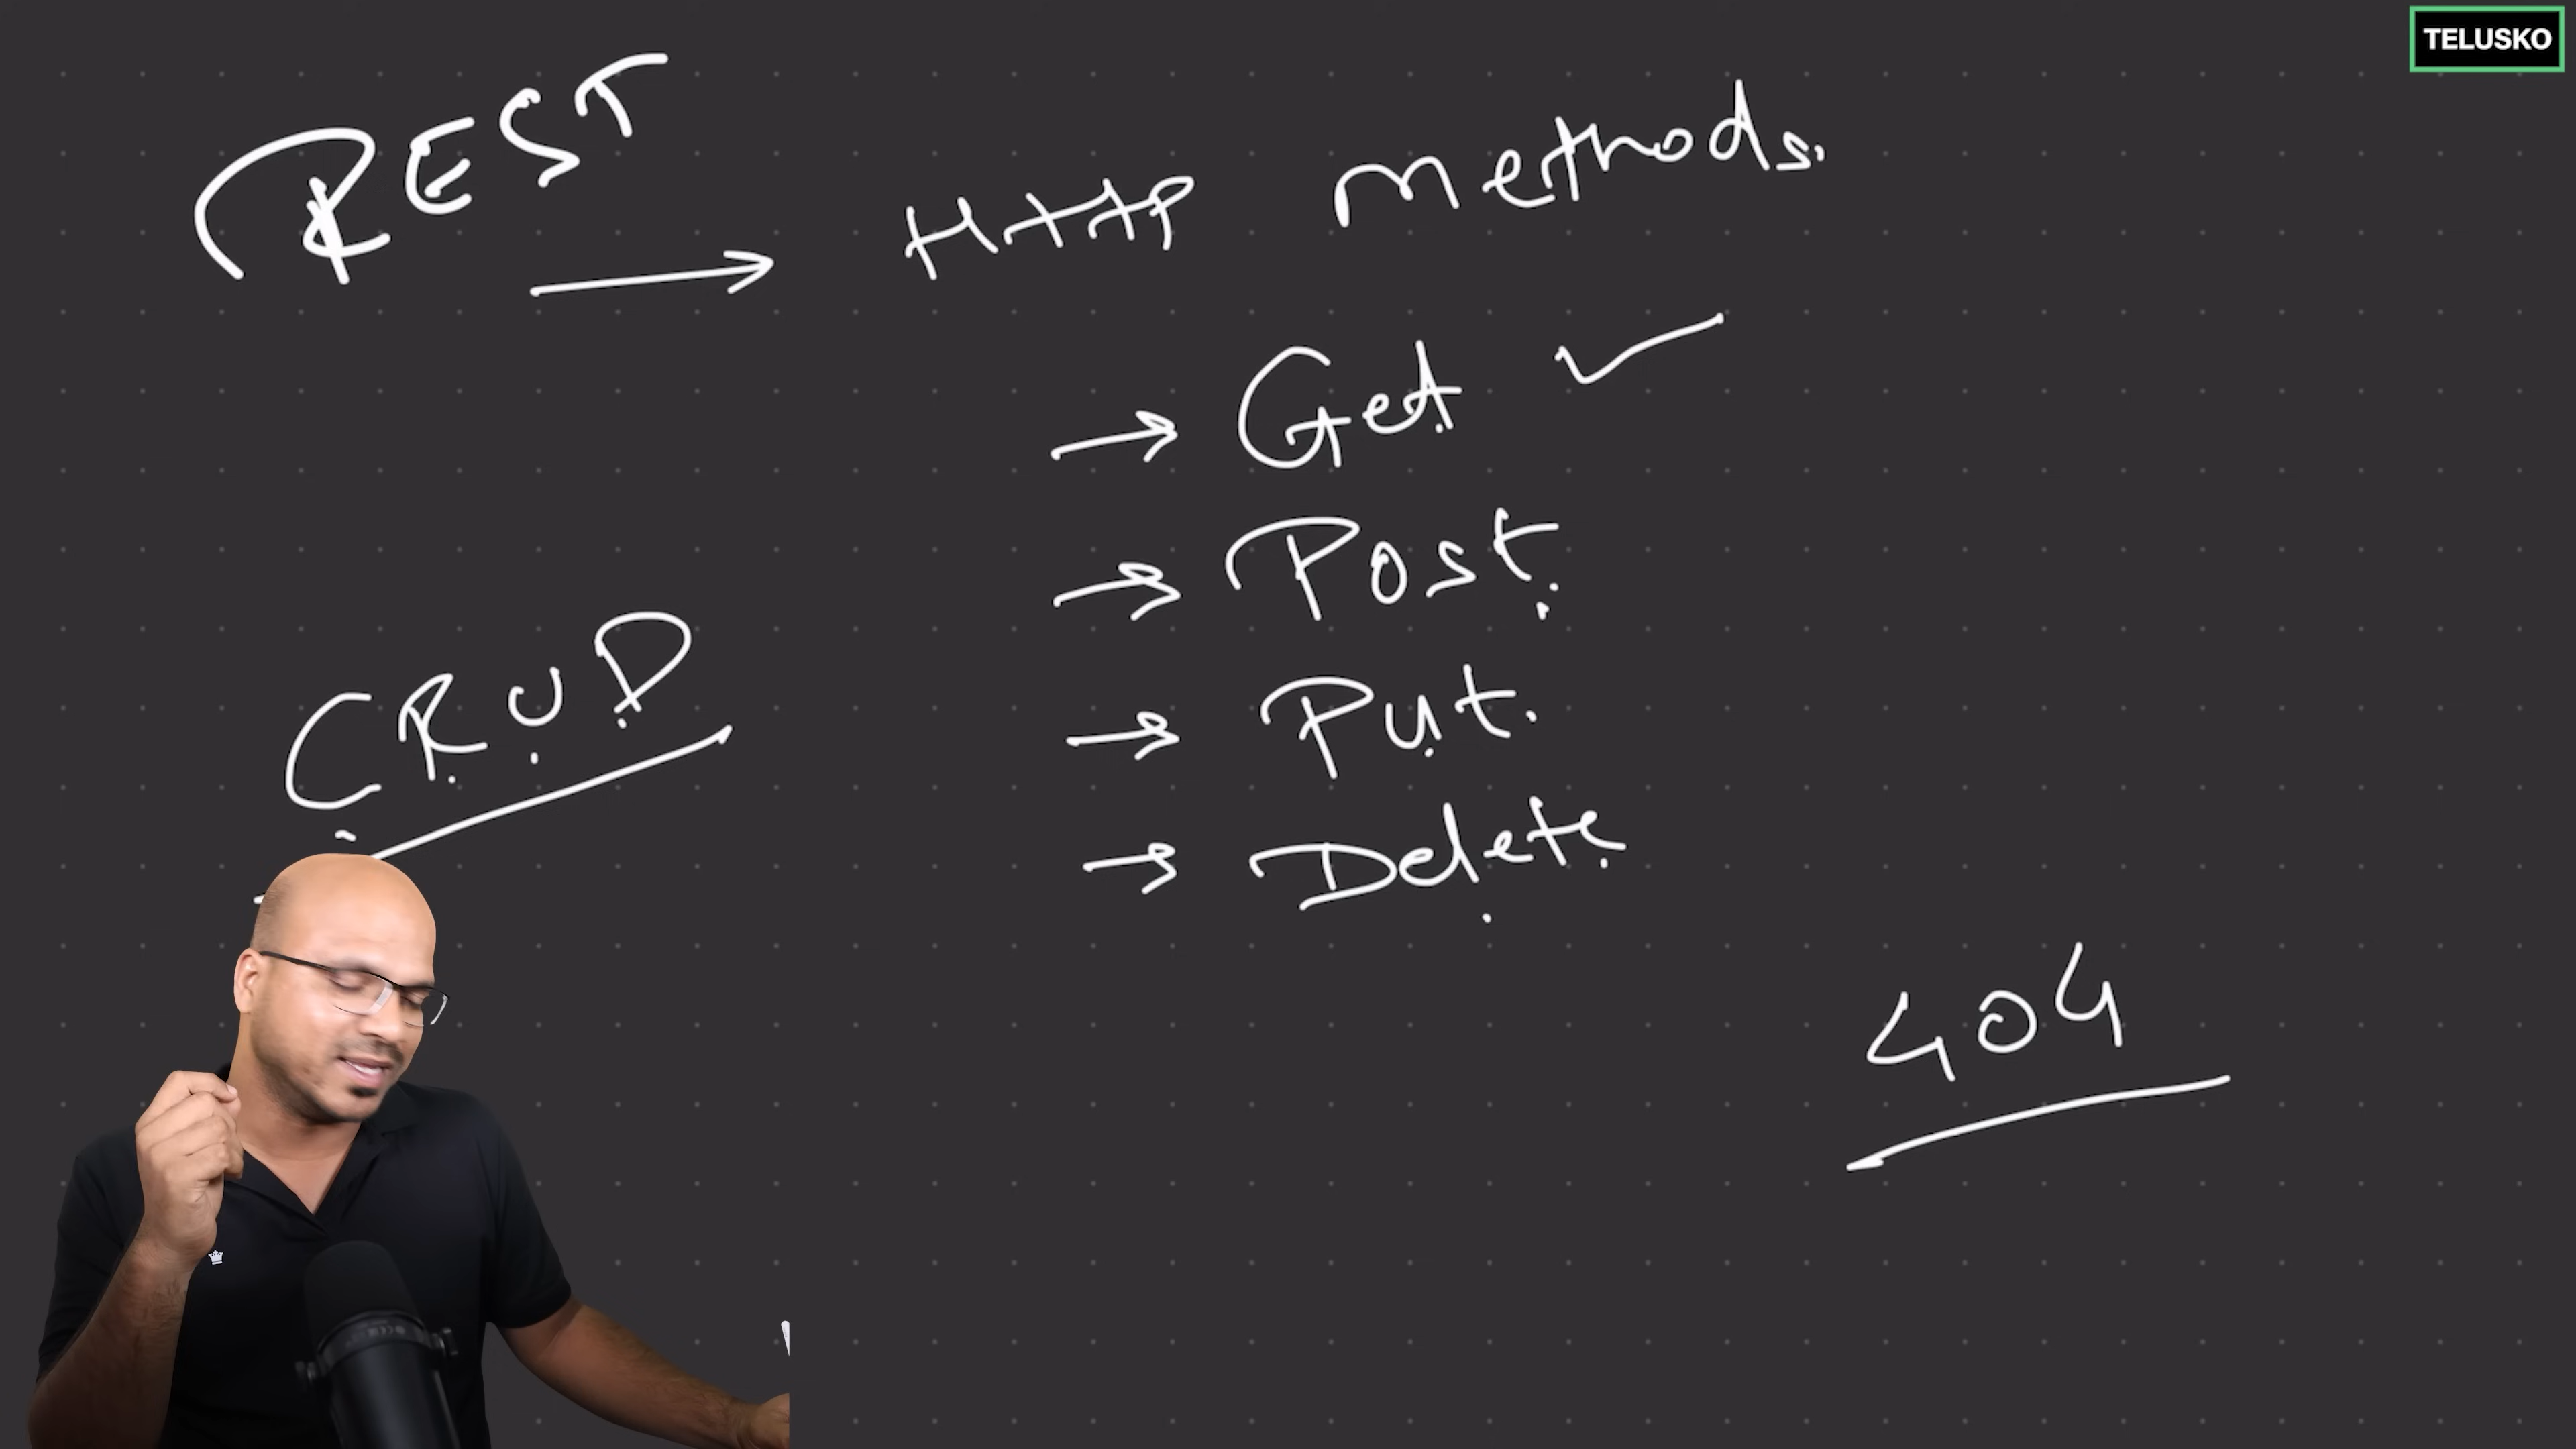 TELUSKO
REST
Http Methods.
Get
Post.
Put.
CRUD
Delete
404